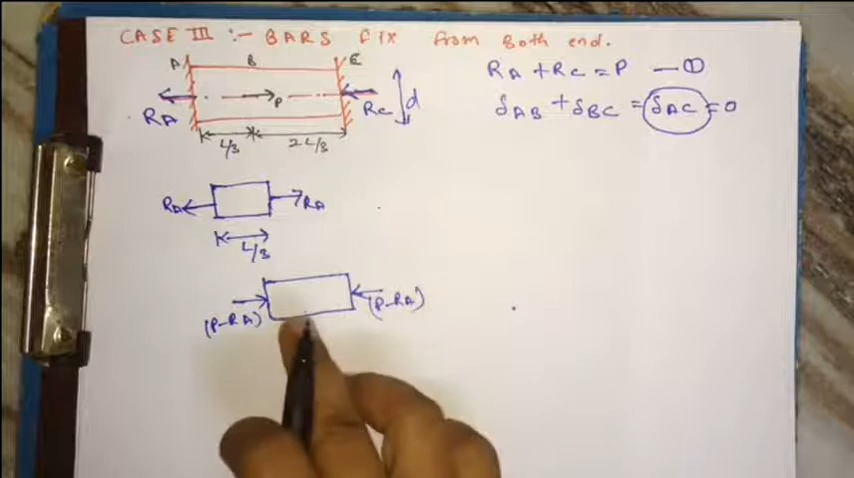 CASE III :- BARS fix from Both end.
A B C
P
RA RC d
L/3 2L/3
RA + RC = P — ①
δAB + δBC = δAC = 0
RA RA
L/3
(P-RA) (P-RA)